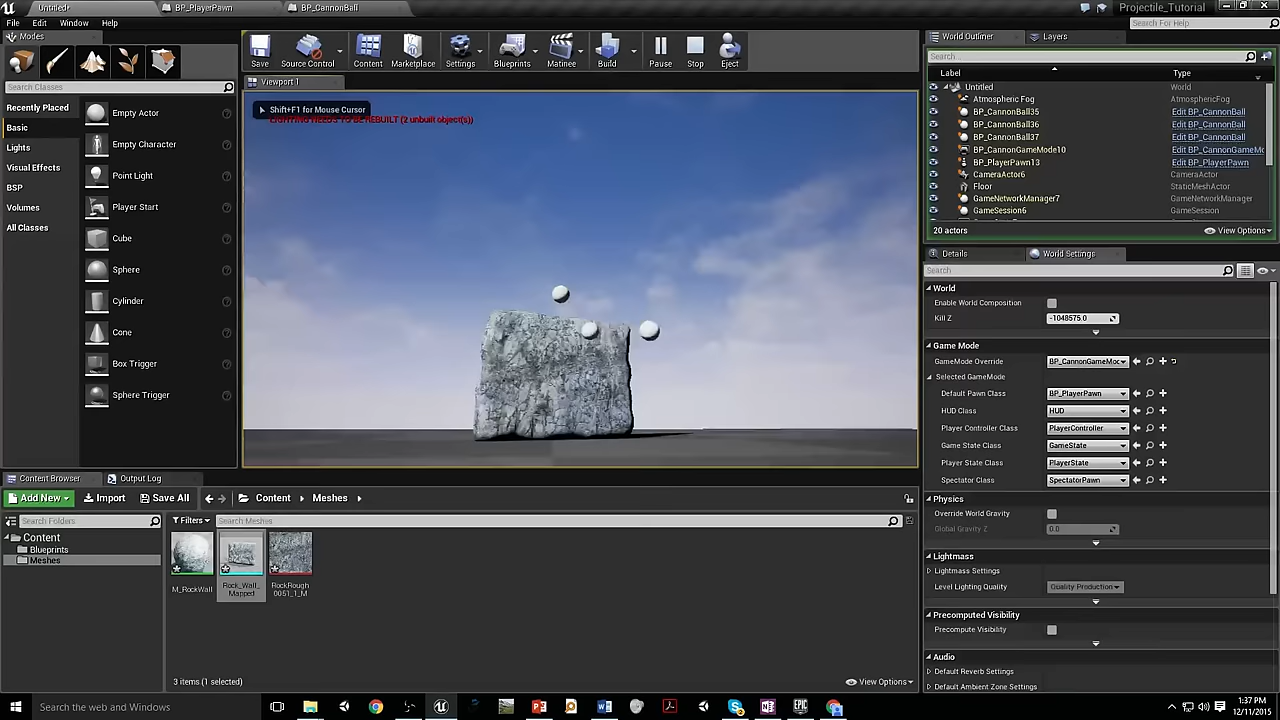 Untitled*
BP_PlayerPawn
BP_CannonBall
Projectile_Tutorial
File Edit Window Help
Search For Help
Modes
Save
Source Control
Content
Marketplace
Settings
Blueprints
Matinee
Build
Pause
Stop
Eject
World Outliner
Layers
Search...
Search Classes
Viewport 1
Label
Type
Recently Placed
Basic
Lights
Visual Effects
BSP
Volumes
All Classes
Empty Actor
Empty Character
Point Light
Player Start
Cube
Sphere
Cylinder
Cone
Box Trigger
Sphere Trigger
Shift+F1 for Mouse Cursor
LIGHTING NEEDS TO BE REBUILT (2 unbuilt object(s))
Untitled World
Atmospheric Fog AtmosphericFog
BP_CannonBall35 Edit BP_CannonBall
BP_CannonBall36 Edit BP_CannonBall
BP_CannonBall37 Edit BP_CannonBall
BP_CannonGameMode10 Edit BP_CannonGameMo
BP_PlayerPawn13 Edit BP_PlayerPawn
CameraActor6 CameraActor
Floor StaticMeshActor
GameNetworkManager7 GameNetworkManager
GameSession6 GameSession
20 actors
View Options
Details
World Settings
Search
World
Enable World Composition
Kill Z -1048575.0
Game Mode
GameMode Override BP_CannonGameMoc
Selected GameMode
Default Pawn Class BP_PlayerPawn
HUD Class HUD
Player Controller Class PlayerController
Game State Class GameState
Player State Class PlayerState
Spectator Class SpectatorPawn
Physics
Override World Gravity
Global Gravity Z 0.0
Lightmass
Lightmass Settings
Level Lighting Quality Quality Production
Precomputed Visibility
Precompute Visibility
Audio
Default Reverb Settings
Default Ambient Zone Settings
Content Browser
Output Log
Add New
Import
Save All
Content
Meshes
Search Folders
Filters
Search Meshes
Content
Blueprints
Meshes
M_RockWall
Rock_Wall_
Mapped
RockRough
0051_1_M
3 items (1 selected)
View Options
Search the web and Windows
1:37 PM
12/11/2015